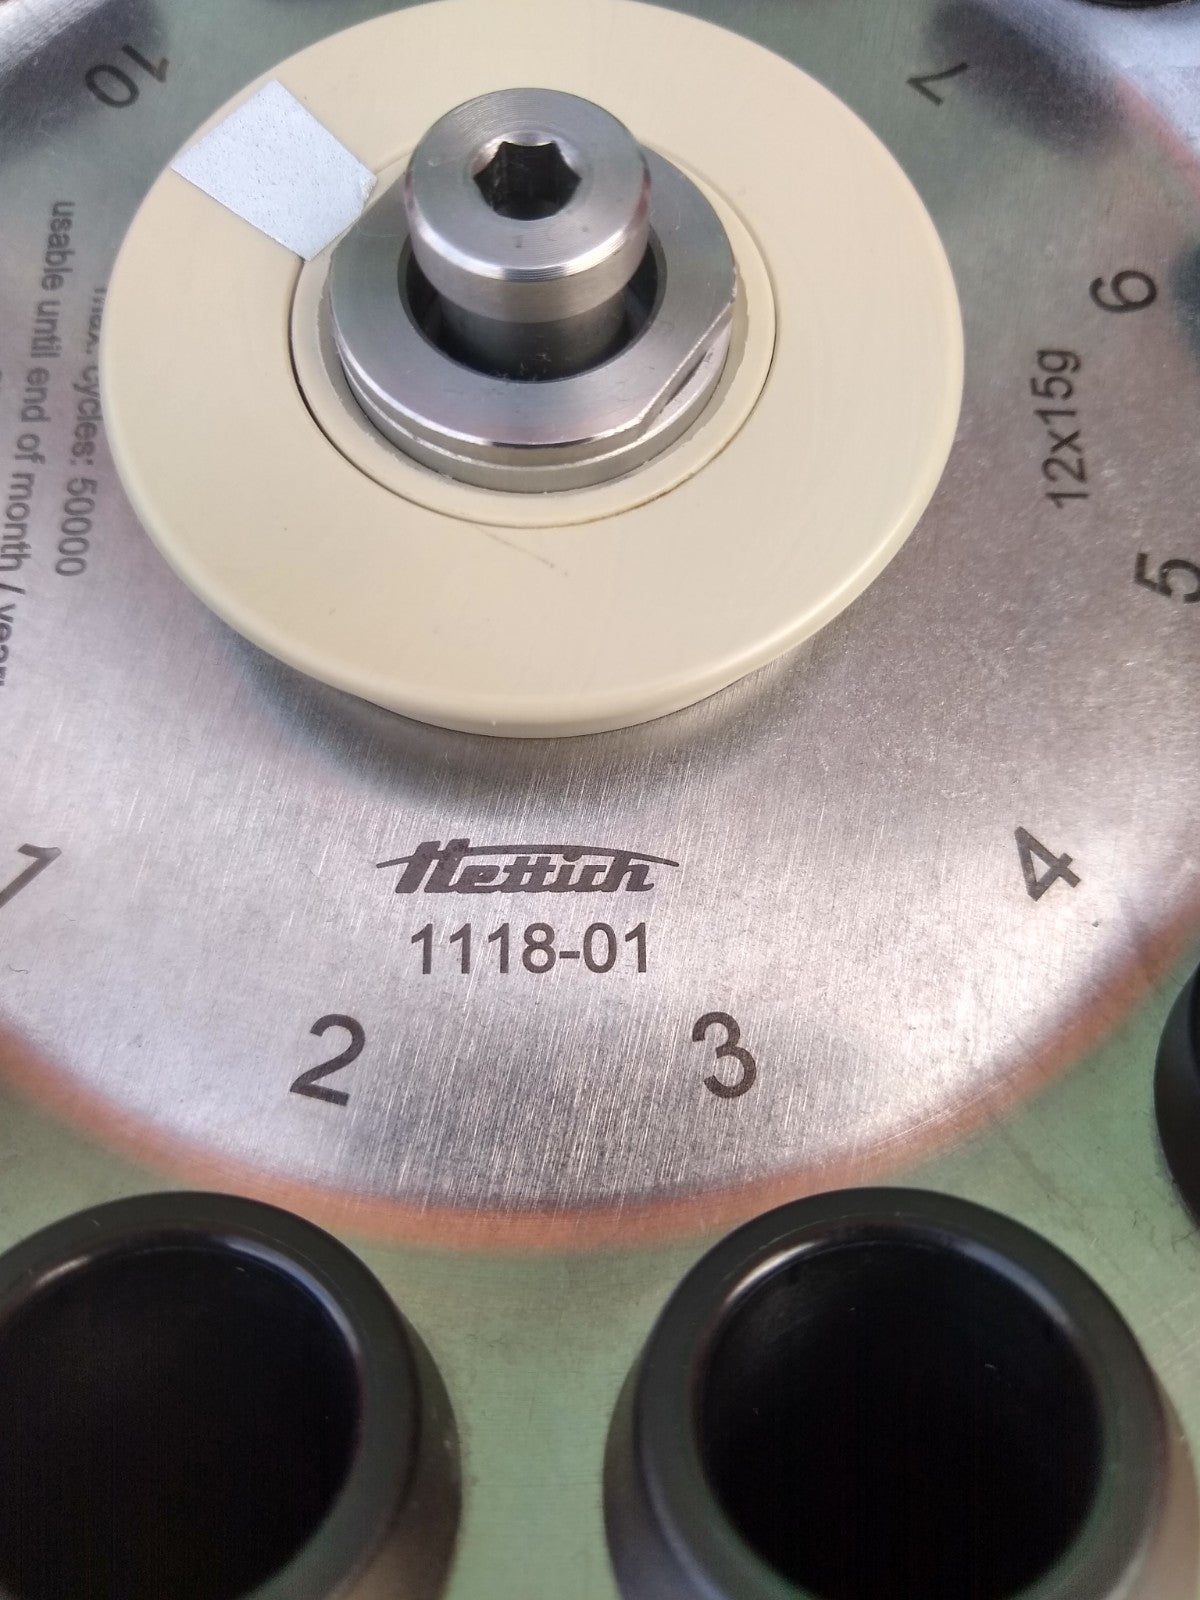 10
7
usable until end of month / year:
cycles: 50000
6
12x15g
5
4
1
Hettich
1118-01
2
3